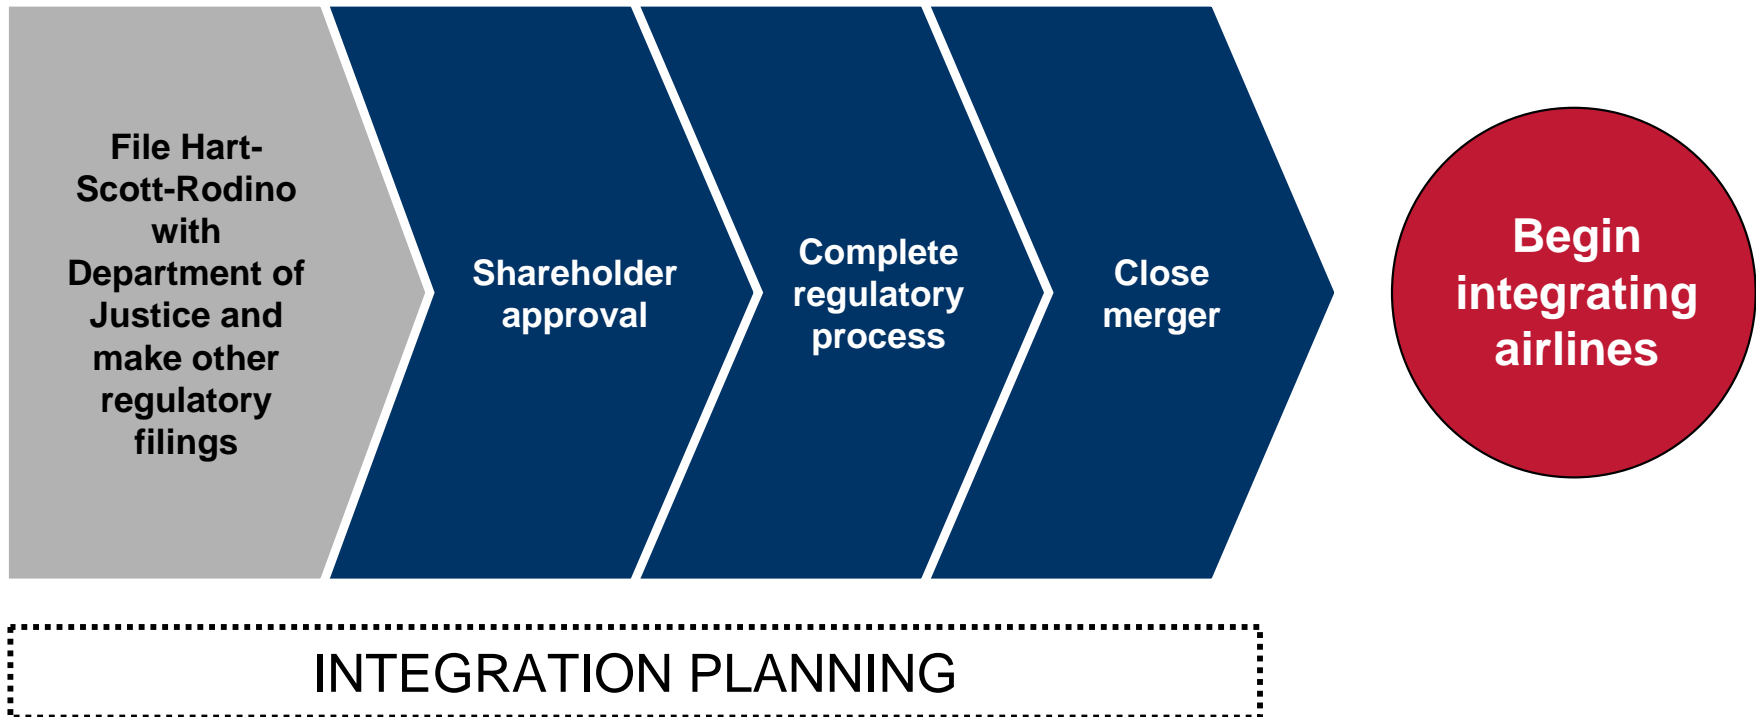 File Hart-
Scott-Rodino
with
Department of
Justice and
make other
regulatory
filings
Shareholder
approval
Complete
regulatory
process
Close
merger
Begin
integrating
airlines
INTEGRATION PLANNING